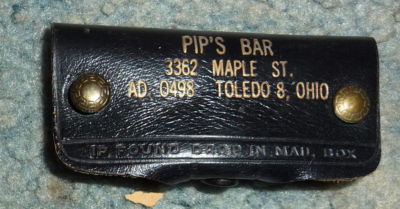 PIP'S BAR
3362 MAPLE ST.
AD. 0498 TOLEDO 8, OHIO
IF FOUND DROP IN MAIL BOX